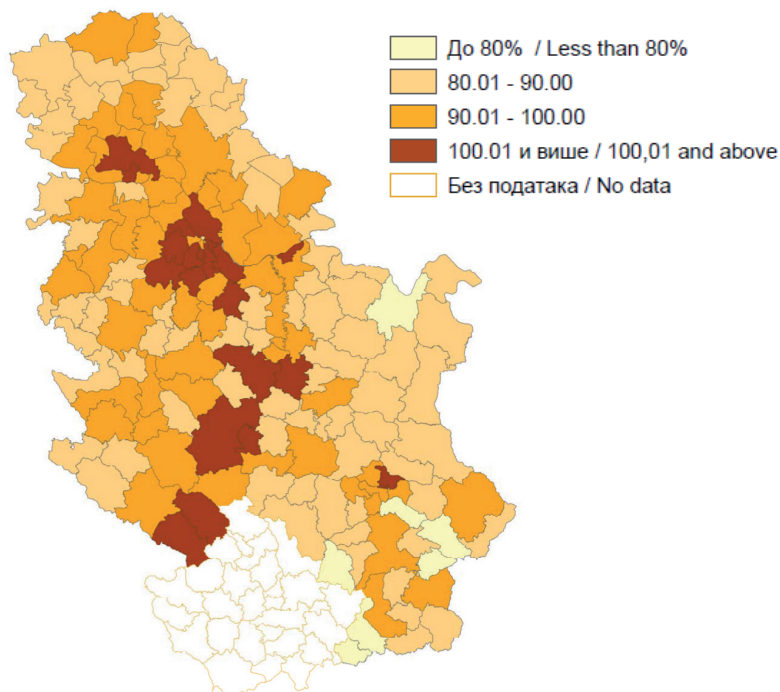 До 80% / Less than 80%
80.01 - 90.00
90.01 - 100.00
100.01 и више / 100,01 and above
Без података / No data